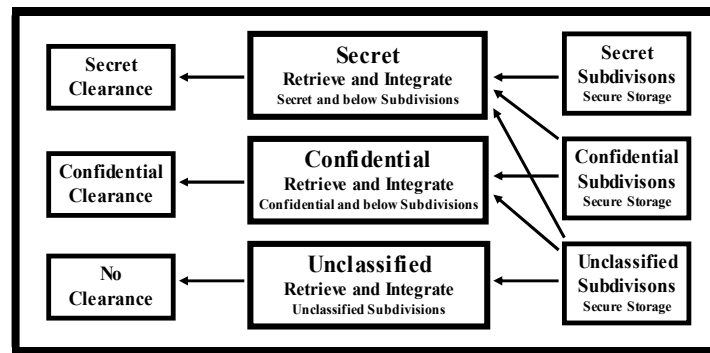 Secret
Clearance
Secret
Retrieve and Integrate
Secret and below Subdivisions
Secret
Subdivisons
Secure Storage
Confidential
Clearance
Confidential
Retrieve and Integrate
Confidential and below Subdivisions
Confidential
Subdivisons
Secure Storage
No
Clearance
Unclassified
Retrieve and Integrate
Unclassified Subdivisions
Unclassified
Subdivisons
Secure Storage